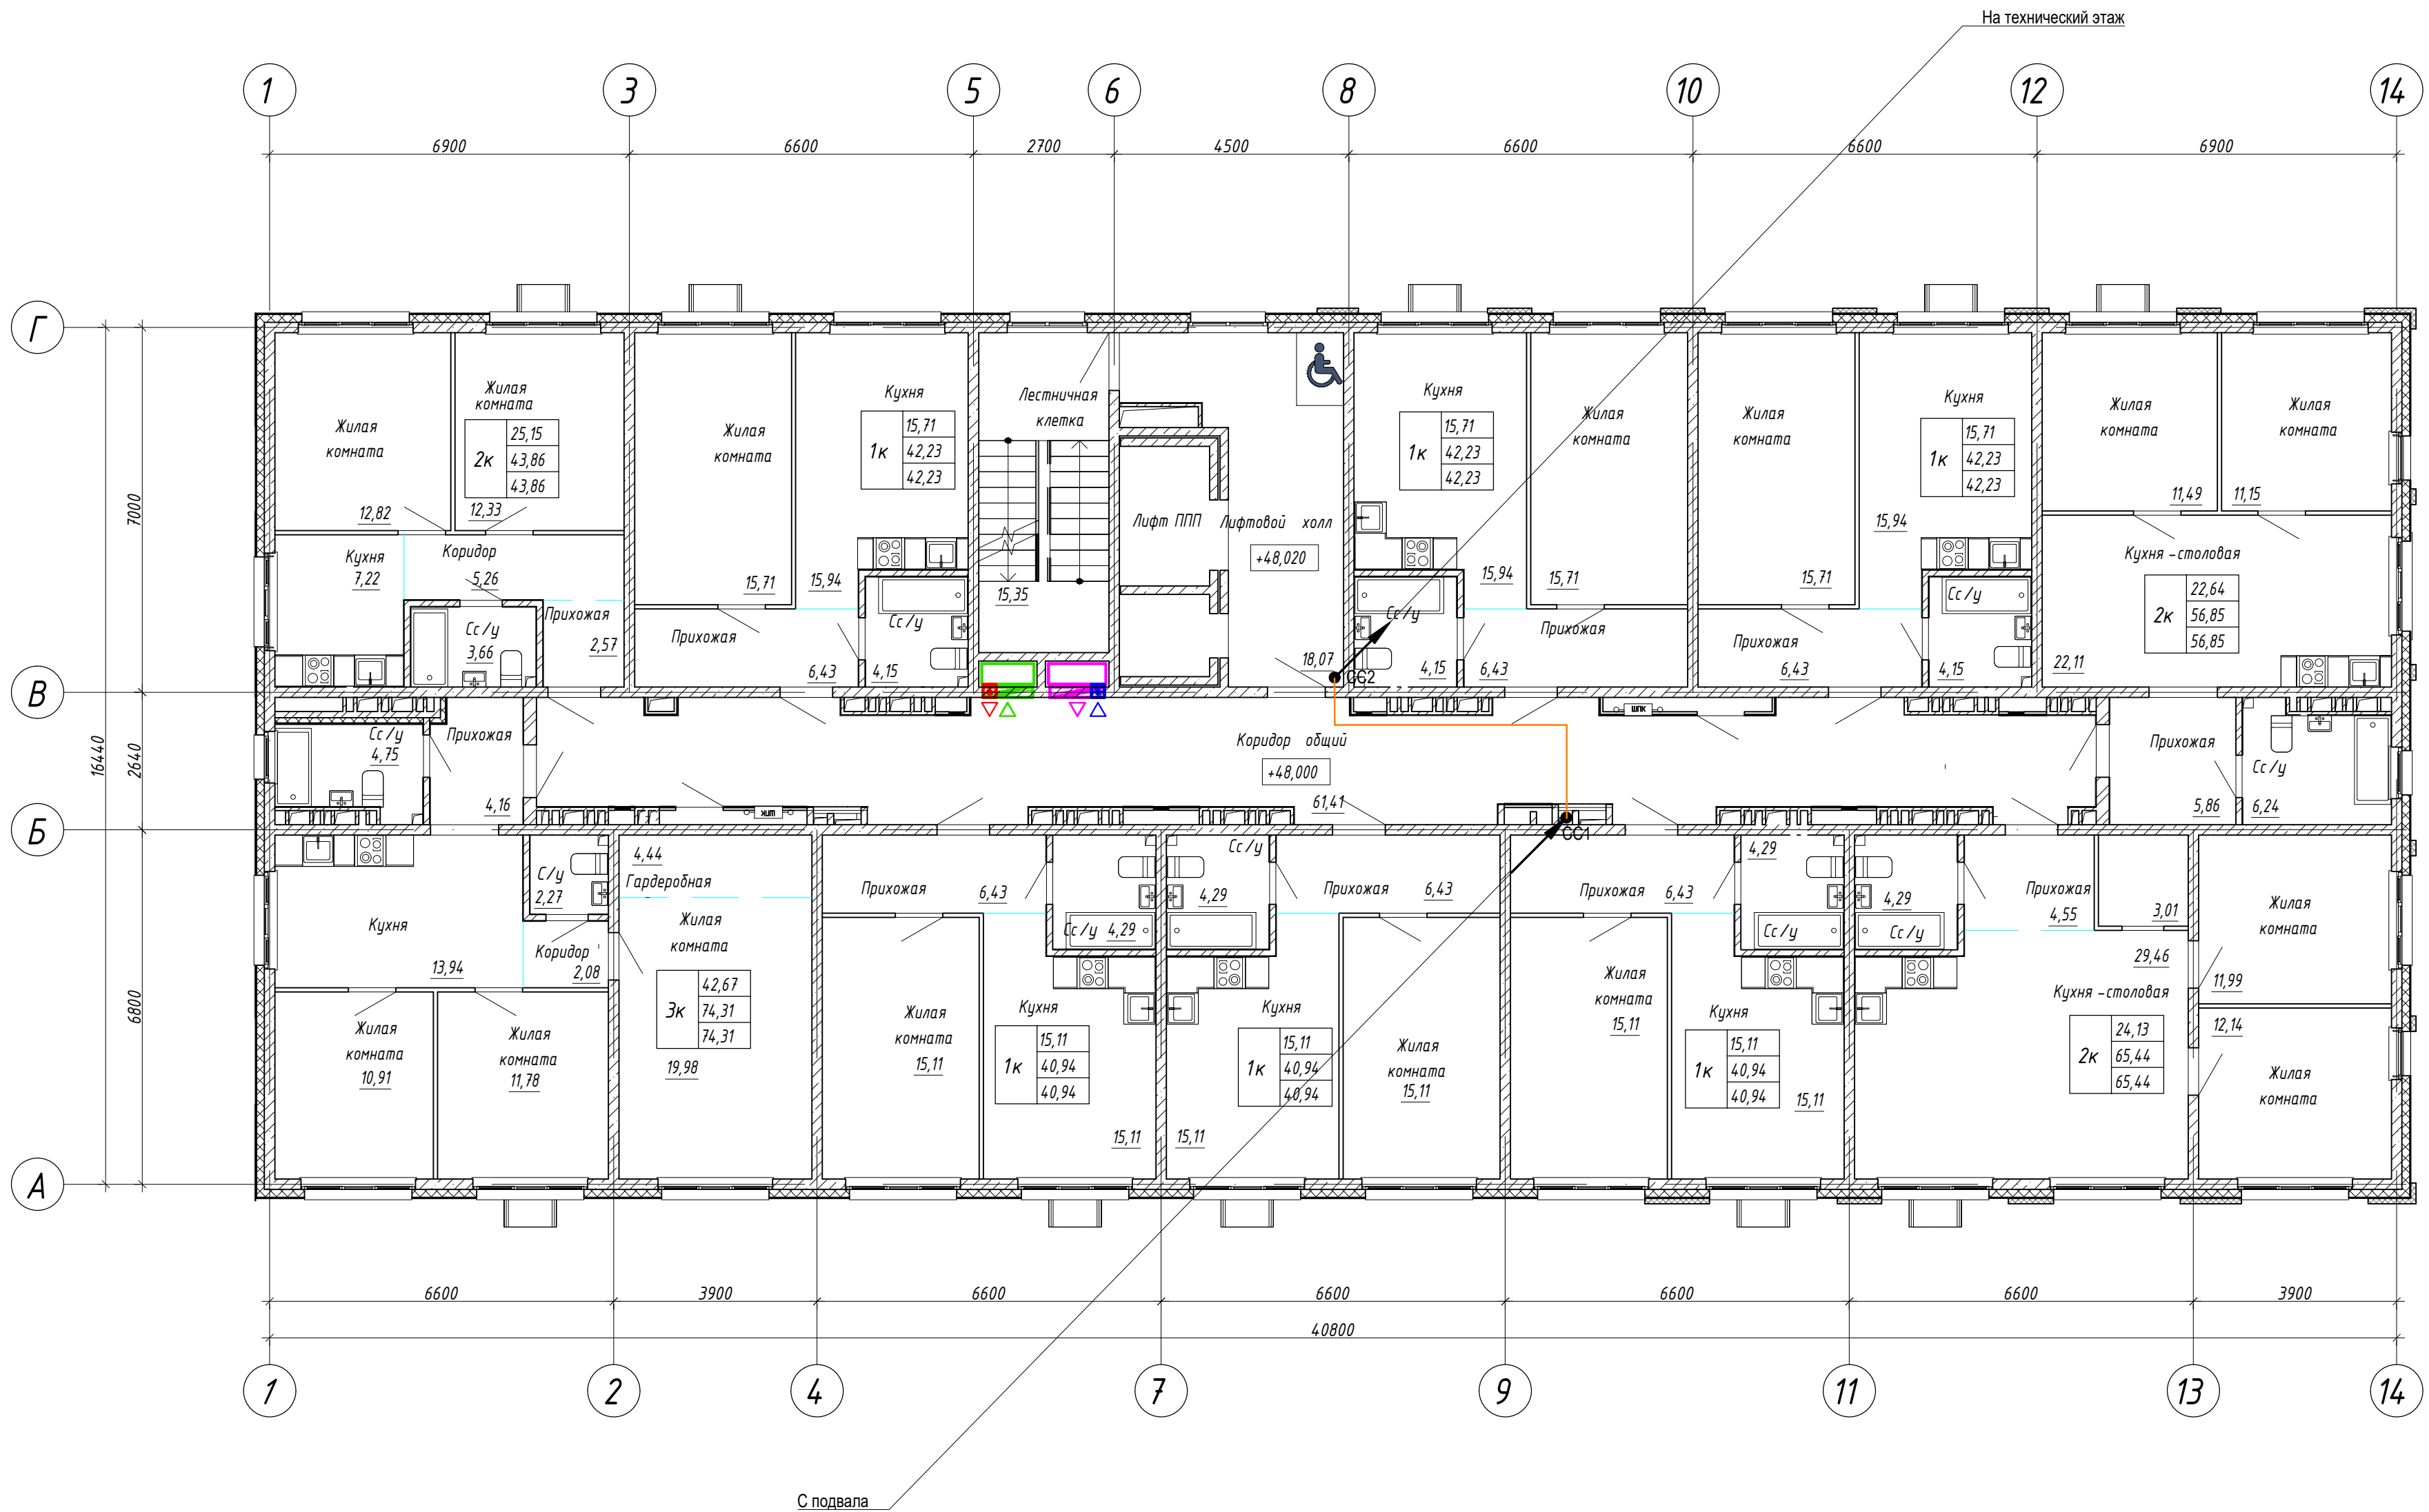 На технический этаж
1 3 5 6 8 10 12 14
6900 6600 2700 4500 6600 6600 6900
Г
В
Б
А
16440
7000
2640
6800
Жилая
комната
12,82
Жилая
комната
2к
25,15
43,86
43,86
12,33
Кухня
7,22
Коридор
5,26
Сс/у
3,66
Прихожая
2,57
Жилая
комната
15,71
Кухня
1к
15,71
42,23
42,23
15,94
Прихожая
6,43
Сс/у
4,15
Лестничная
клетка
15,35
Лифт ППП
Лифтовой холл
+48,020
18,07
СС2
Кухня
1к
15,71
42,23
42,23
15,94
Жилая
комната
15,71
Сс/у
4,15
Прихожая
6,43
Жилая
комната
15,71
Кухня
1к
15,71
42,23
42,23
15,94
Прихожая
6,43
Сс/у
4,15
Жилая
комната
11,49
Жилая
комната
11,15
Кухня-столовая
2к
22,64
56,85
56,85
22,11
Сс/у
4,75
Прихожая
4,16
ШПК
Коридор общий
+48,000
61,41
ШПК
СС1
Прихожая
5,86
Сс/у
6,24
Кухня
13,94
С/у
2,27
Коридор
2,08
Жилая
комната
10,91
Жилая
комната
11,78
4,44
Гардеробная
Жилая
комната
3к
42,67
74,31
74,31
19,98
Прихожая
6,43
Сс/у 4,29
Жилая
комната
15,11
Кухня
1к
15,11
40,94
40,94
15,11
Сс/у
4,29
Прихожая
6,43
Кухня
1к
15,11
40,94
40,94
15,11
Жилая
комната
15,11
Прихожая
6,43
4,29
Сс/у
Жилая
комната
15,11
Кухня
1к
15,11
40,94
40,94
15,11
4,29
Сс/у
Прихожая
4,55
3,01
29,46
Кухня-столовая
2к
24,13
65,44
65,44
Жилая
комната
11,99
12,14
Жилая
комната
6600 3900 6600 6600 6600 6600 3900
40800
1 2 4 7 9 11 13 14
С подвала